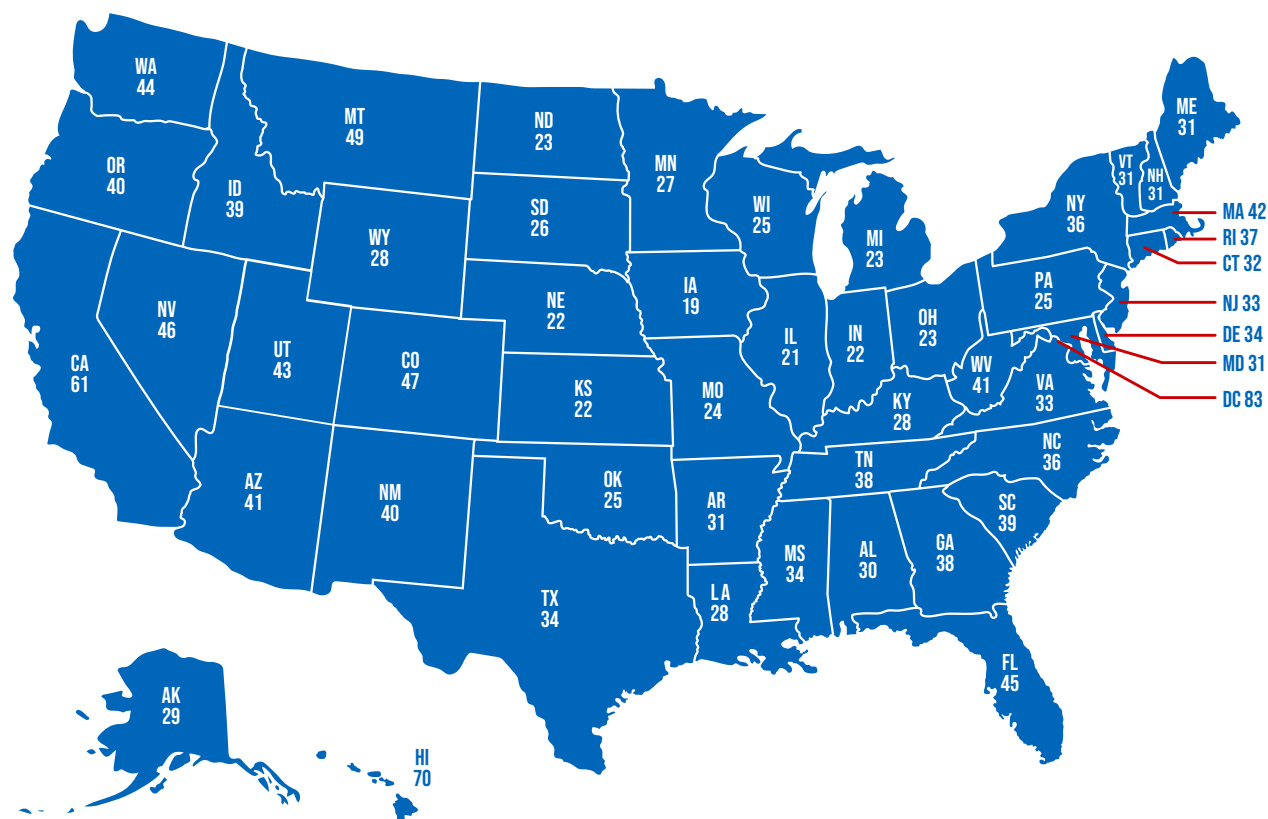 WA
44
MT
49
ND
23
MN
27
ME
31
OR
40
ID
39
VT
31
NH
31
WY
28
SD
26
WI
25
MI
23
NY
36
MA 42
RI 37
CT 32
NV
46
NE
22
IA
19
PA
25
NJ 33
UT
43
CO
47
IL
21
IN
22
OH
23
DE 34
MD 31
CA
61
KS
22
MO
24
KY
28
WV
41
VA
33
DC 83
AZ
41
NM
40
OK
25
AR
31
TN
38
NC
36
SC
39
TX
34
LA
28
MS
34
AL
30
GA
38
FL
45
AK
29
HI
70